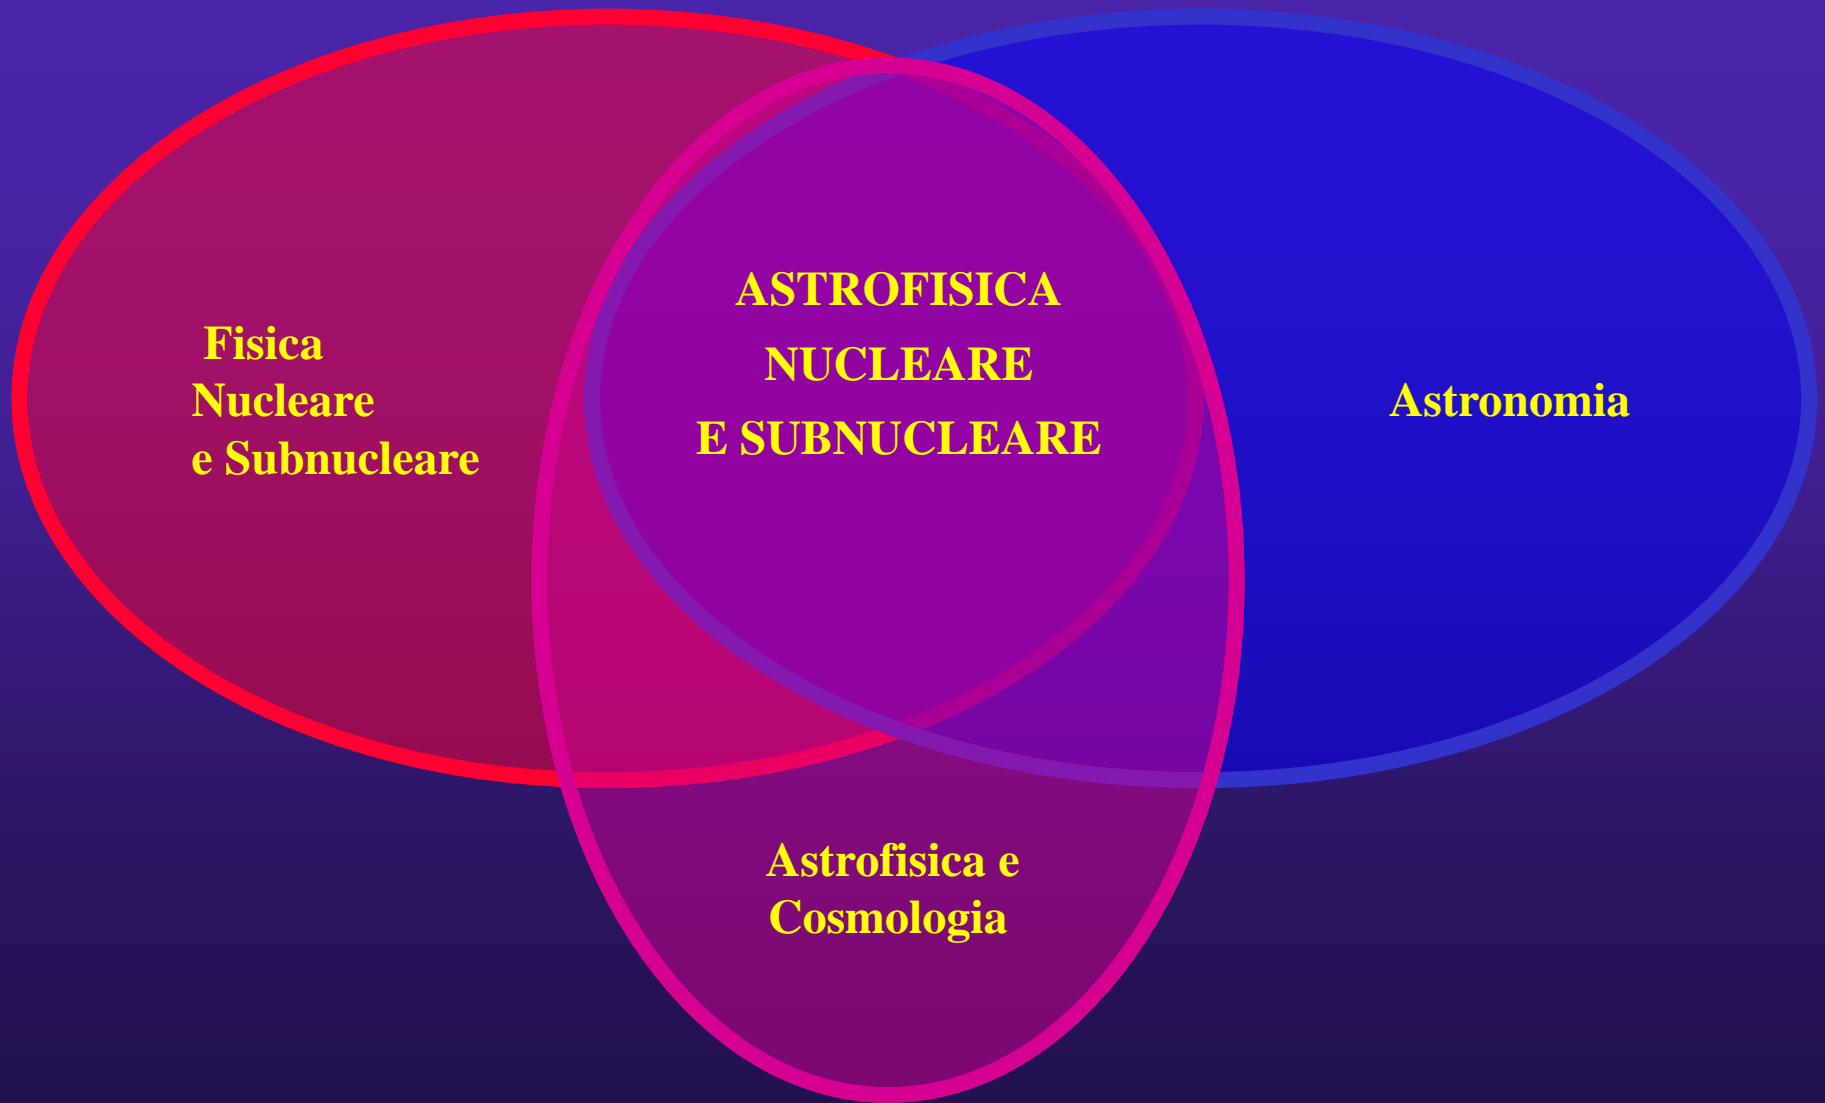 Fisica
Nucleare
e Subnucleare
ASTROFISICA
NUCLEARE
E SUBNUCLEARE
Astronomia
Astrofisica e
Cosmologia